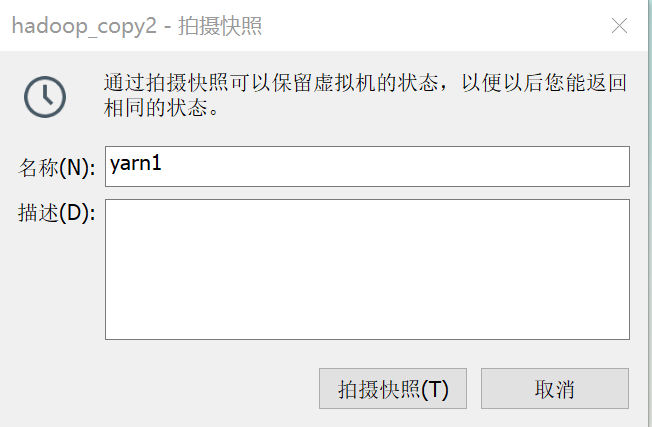 hadoop_copy2 - 拍摄快照
通过拍摄快照可以保留虚拟机的状态，以便以后您能返回
相同的状态。
名称(N): yarn1
描述(D):
拍摄快照(T) 取消